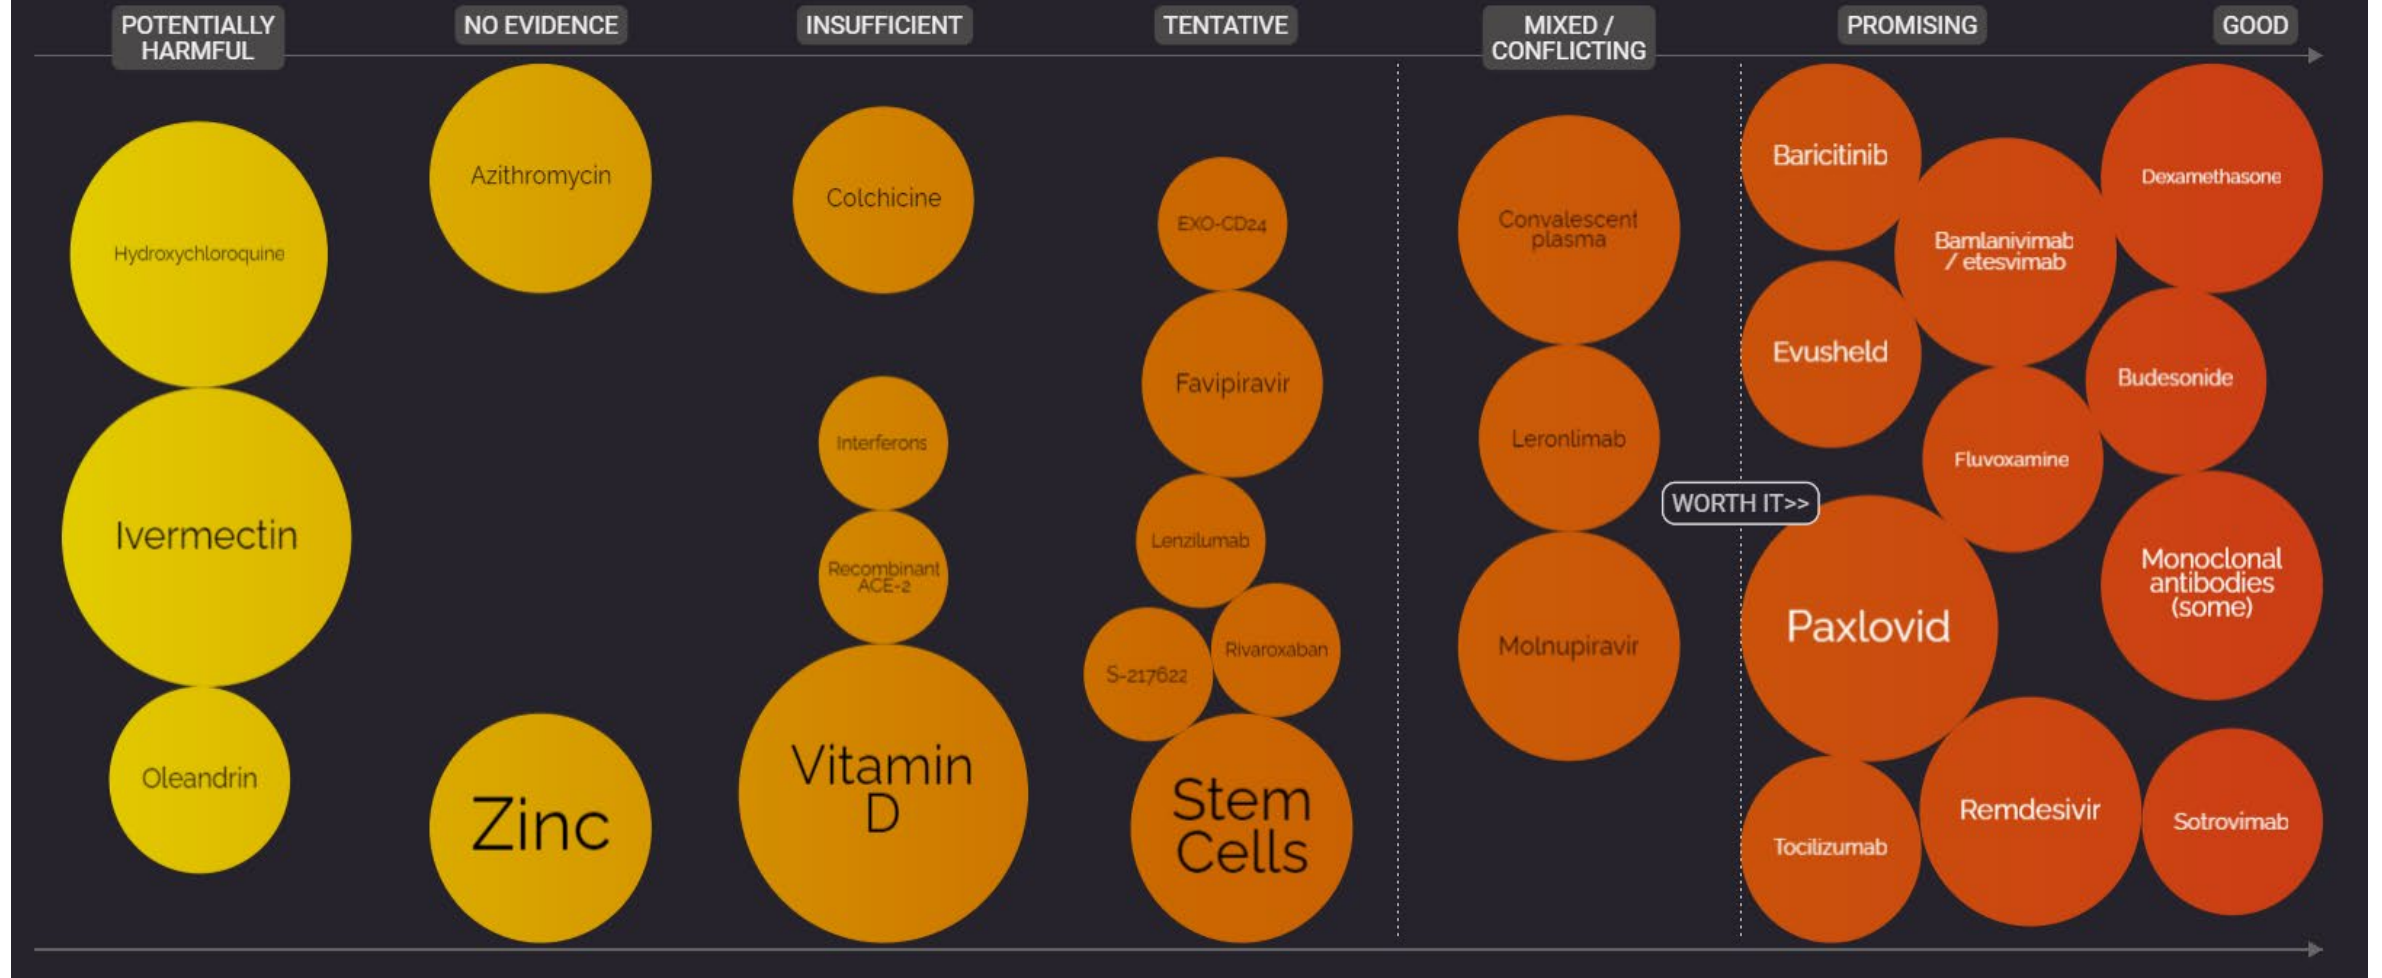 POTENTIALLY
HARMFUL
NO EVIDENCE
INSUFFICIENT
TENTATIVE
MIXED /
CONFLICTING
PROMISING
GOOD
Hydroxychloroquine
Ivermectin
Oleandrin
Azithromycin
Zinc
Colchicine
Interferons
Recombinant
ACE-2
Vitamin
D
EXO-CD24
Favipiravir
Lenzilumab
Rivaroxaban
S-217622
Stem
Cells
Convalescent
plasma
Leronlimab
Molnupiravir
WORTH IT>>
Baricitinib
Bamlanivimab
/ etesvimab
Evusheld
Fluvoxamine
Paxlovid
Tocilizumab
Remdesivir
Dexamethasone
Budesonide
Monoclonal
antibodies
(some)
Sotrovimab